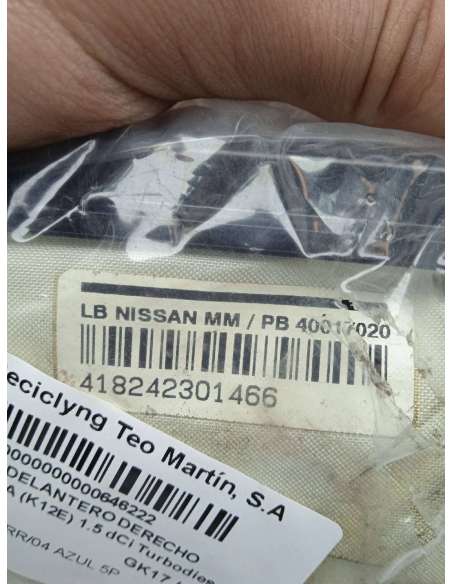 LB NISSAN MM / PB 40017020
418242301466
eciclyng Teo Martín, S.A
0000000000646222
DELANTERO DERECHO
A (K12E) 1.5 dCi Turbodies
GK17
RR/04 AZUL 5P